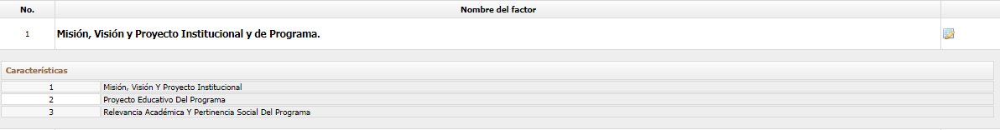 No. Nombre del factor
1 Misión, Visión y Proyecto Institucional y de Programa.
Características
1 Misión, Visión Y Proyecto Institucional
2 Proyecto Educativo Del Programa
3 Relevancia Académica Y Pertinencia Social Del Programa